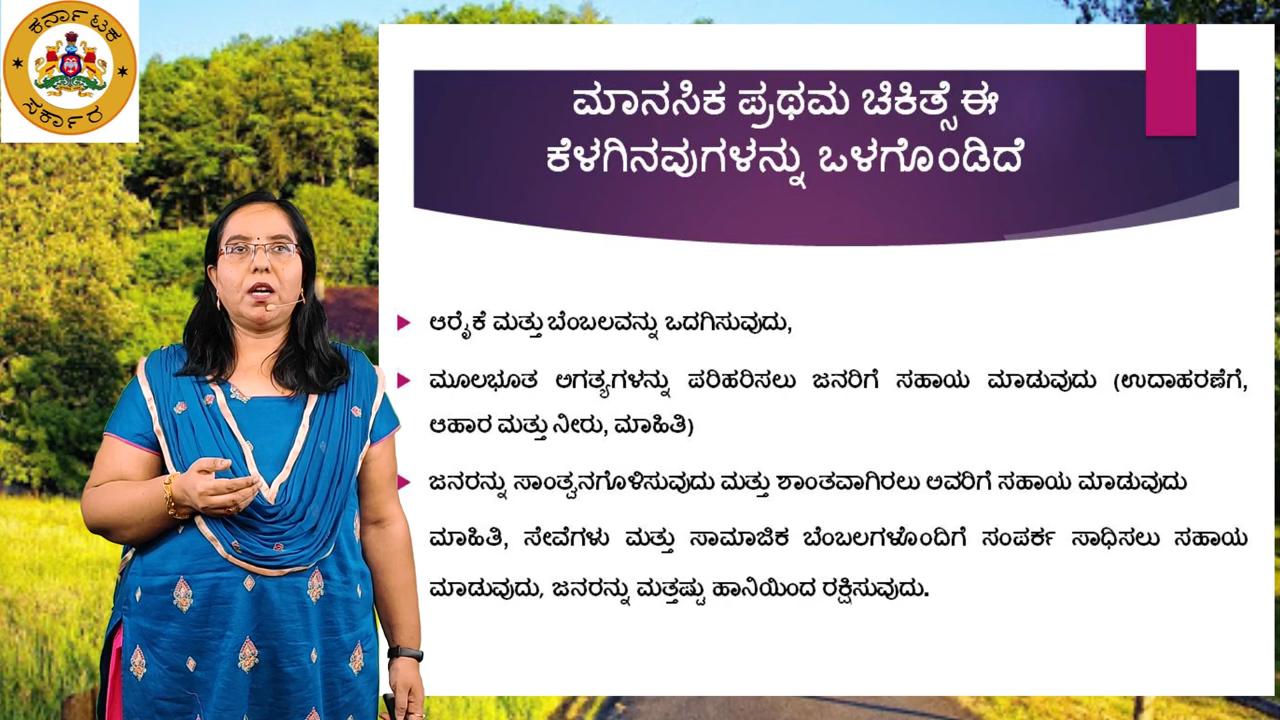 ಕರ್ನಾಟಕ
ಸರ್ಕಾರ
ಮಾನಸಿಕ ಪ್ರಥಮ ಚಿಕಿತ್ಸೆ ಈ
ಕೆಳಗಿನವುಗಳನ್ನು ಒಳಗೊಂಡಿದೆ
ಆರೈಕೆ ಮತ್ತು ಬೆಂಬಲವನ್ನು ಒದಗಿಸುವುದು,
ಮೂಲಭೂತ ಅಗತ್ಯಗಳನ್ನು ಪರಿಹರಿಸಲು ಜನರಿಗೆ ಸಹಾಯ ಮಾಡುವುದು (ಉದಾಹರಣೆಗೆ,
ಆಹಾರ ಮತ್ತು ನೀರು, ಮಾಹಿತಿ)
ಜನರನ್ನು ಸಾಂತ್ವನಗೊಳಿಸುವುದು ಮತ್ತು ಶಾಂತವಾಗಿರಲು ಅವರಿಗೆ ಸಹಾಯ ಮಾಡುವುದು
ಮಾಹಿತಿ, ಸೇವೆಗಳು ಮತ್ತು ಸಾಮಾಜಿಕ ಬೆಂಬಲಗಳೊಂದಿಗೆ ಸಂಪರ್ಕ ಸಾಧಿಸಲು ಸಹಾಯ
ಮಾಡುವುದು, ಜನರನ್ನು ಮತ್ತಷ್ಟು ಹಾನಿಯಿಂದ ರಕ್ಷಿಸುವುದು.